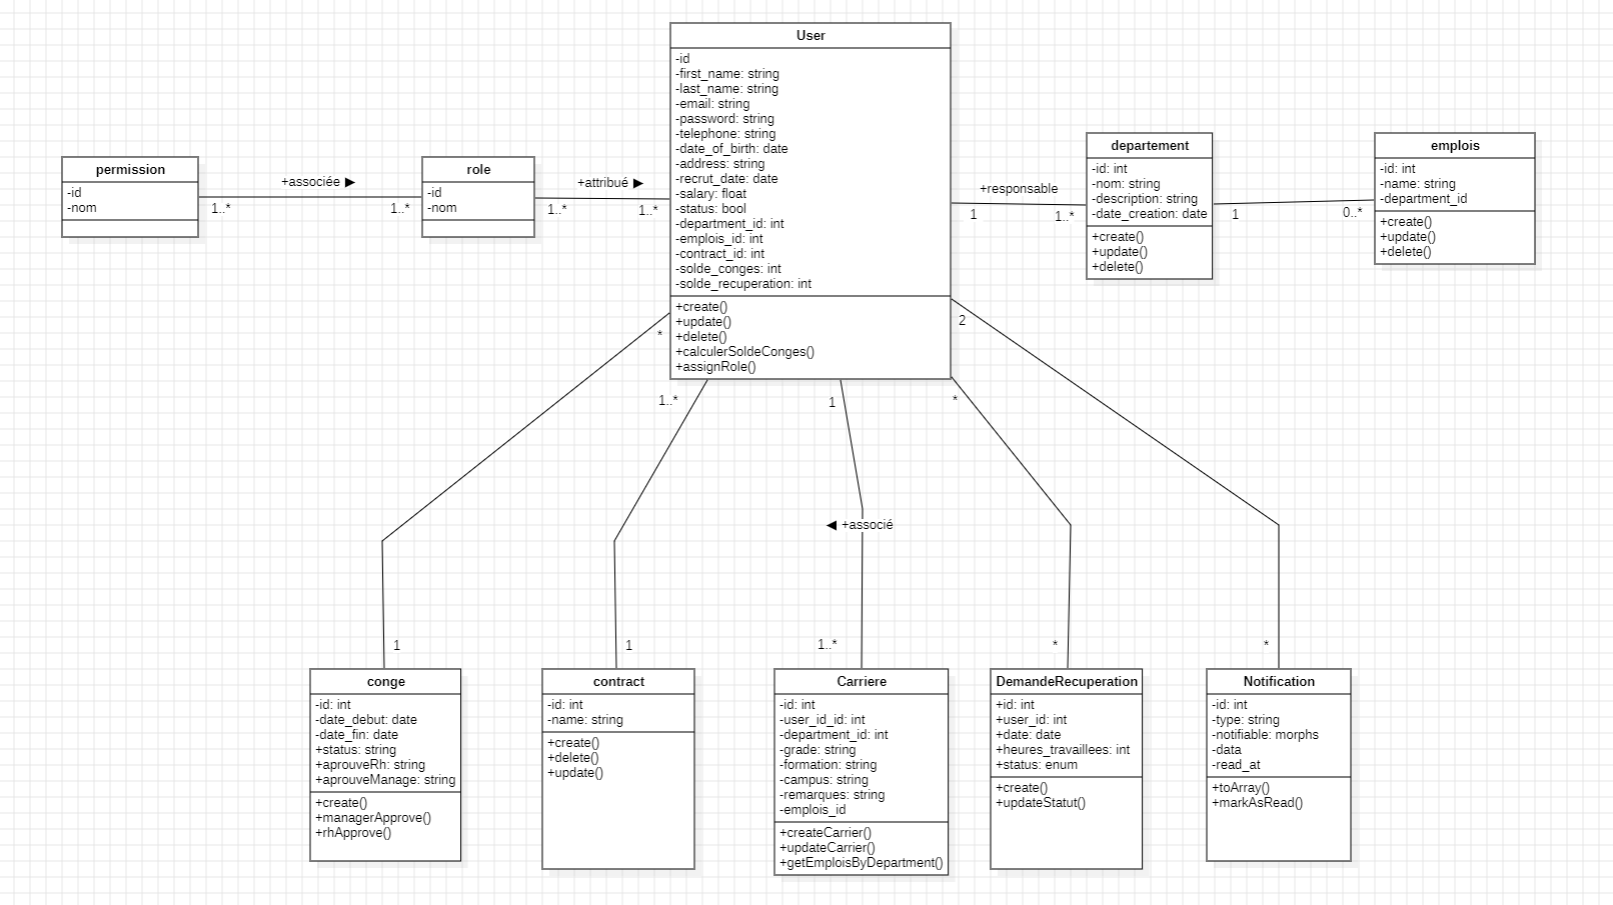 User
-id
-first_name: string
-last_name: string
-email: string
-password: string
-telephone: string
-date_of_birth: date
-address: string
-recrut_date: date
-salary: float
-status: bool
-department_id: int
-emplois_id: int
-contract_id: int
-solde_conges: int
-solde_recuperation: int
+create()
+update()
+delete()
+calculerSoldeConges()
+assignRole()
permission
-id
-nom
+associée ▶
1..*
1..*
role
-id
-nom
+attribué ▶
1..*
1..*
+responsable
1
1..*
departement
-id: int
-nom: string
-description: string
-date_creation: date
+create()
+update()
+delete()
1
0..*
emplois
-id: int
-name: string
-department_id
+create()
+update()
+delete()
*
1..*
1
*
2
◀ +associé
1
1
1..*
*
*
conge
-id: int
-date_debut: date
-date_fin: date
+status: string
+aprouveRh: string
+aprouveManage: string
+create()
+managerApprove()
+rhApprove()
contract
-id: int
-name: string
+create()
+delete()
+update()
Carriere
-id: int
-user_id_id: int
-department_id: int
-grade: string
-formation: string
-campus: string
-remarques: string
-emplois_id
+createCarrier()
+updateCarrier()
+getEmploisByDepartment()
DemandeRecuperation
+id: int
+user_id: int
+date: date
+heures_travaillees: int
+status: enum
+create()
+updateStatut()
Notification
-id: int
-type: string
-notifiable: morphs
-data
-read_at
+toArray()
+markAsRead()